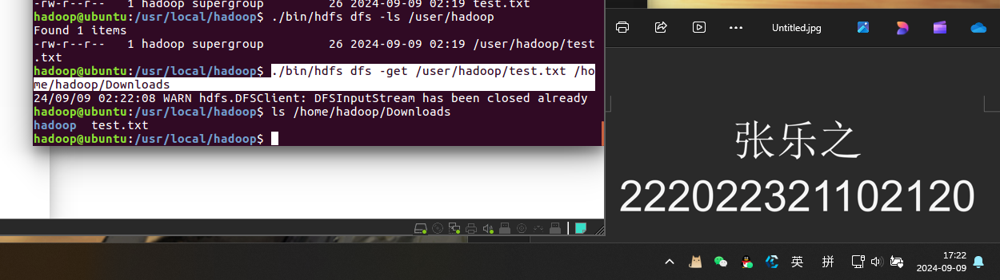 -rw-r--r--   1 hadoop supergroup         26 2024-09-09 02:19 test.txt
hadoop@ubuntu:/usr/local/hadoop$ ./bin/hdfs dfs -ls /user/hadoop
Found 1 items
-rw-r--r--   1 hadoop supergroup         26 2024-09-09 02:19 /user/hadoop/test
.txt
hadoop@ubuntu:/usr/local/hadoop$ ./bin/hdfs dfs -get /user/hadoop/test.txt /ho
me/hadoop/Downloads
24/09/09 02:22:08 WARN hdfs.DFSClient: DFSInputStream has been closed already
hadoop@ubuntu:/usr/local/hadoop$ ls /home/hadoop/Downloads
hadoop  test.txt
hadoop@ubuntu:/usr/local/hadoop$
Untitled.jpg
张乐之
222022321102120
英 拼 17:22
2024-09-09